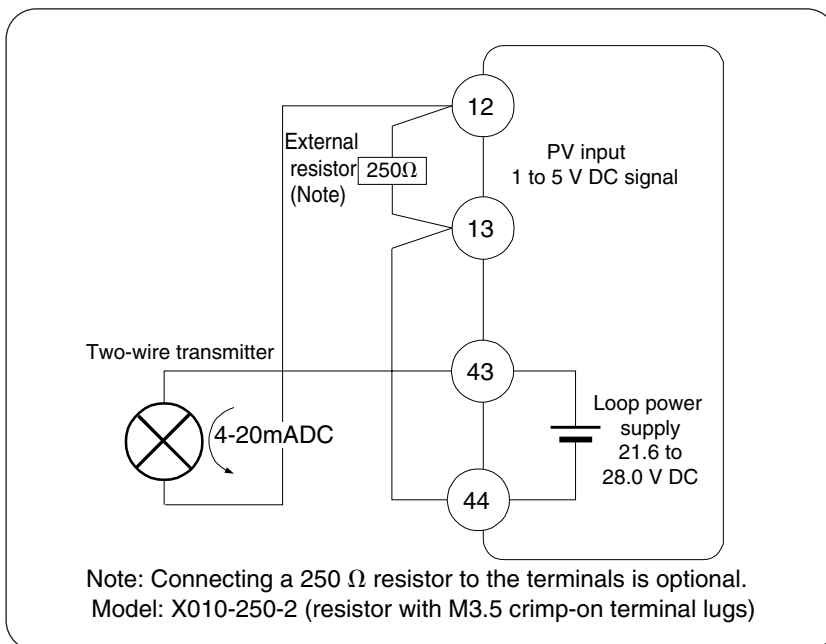 12
External
resistor
(Note)
250Ω
PV input
1 to 5 V DC signal
13
Two-wire transmitter
43
4-20mADC
Loop power
supply
21.6 to
28.0 V DC
44
Note: Connecting a 250 Ω resistor to the terminals is optional.
Model: X010-250-2 (resistor with M3.5 crimp-on terminal lugs)